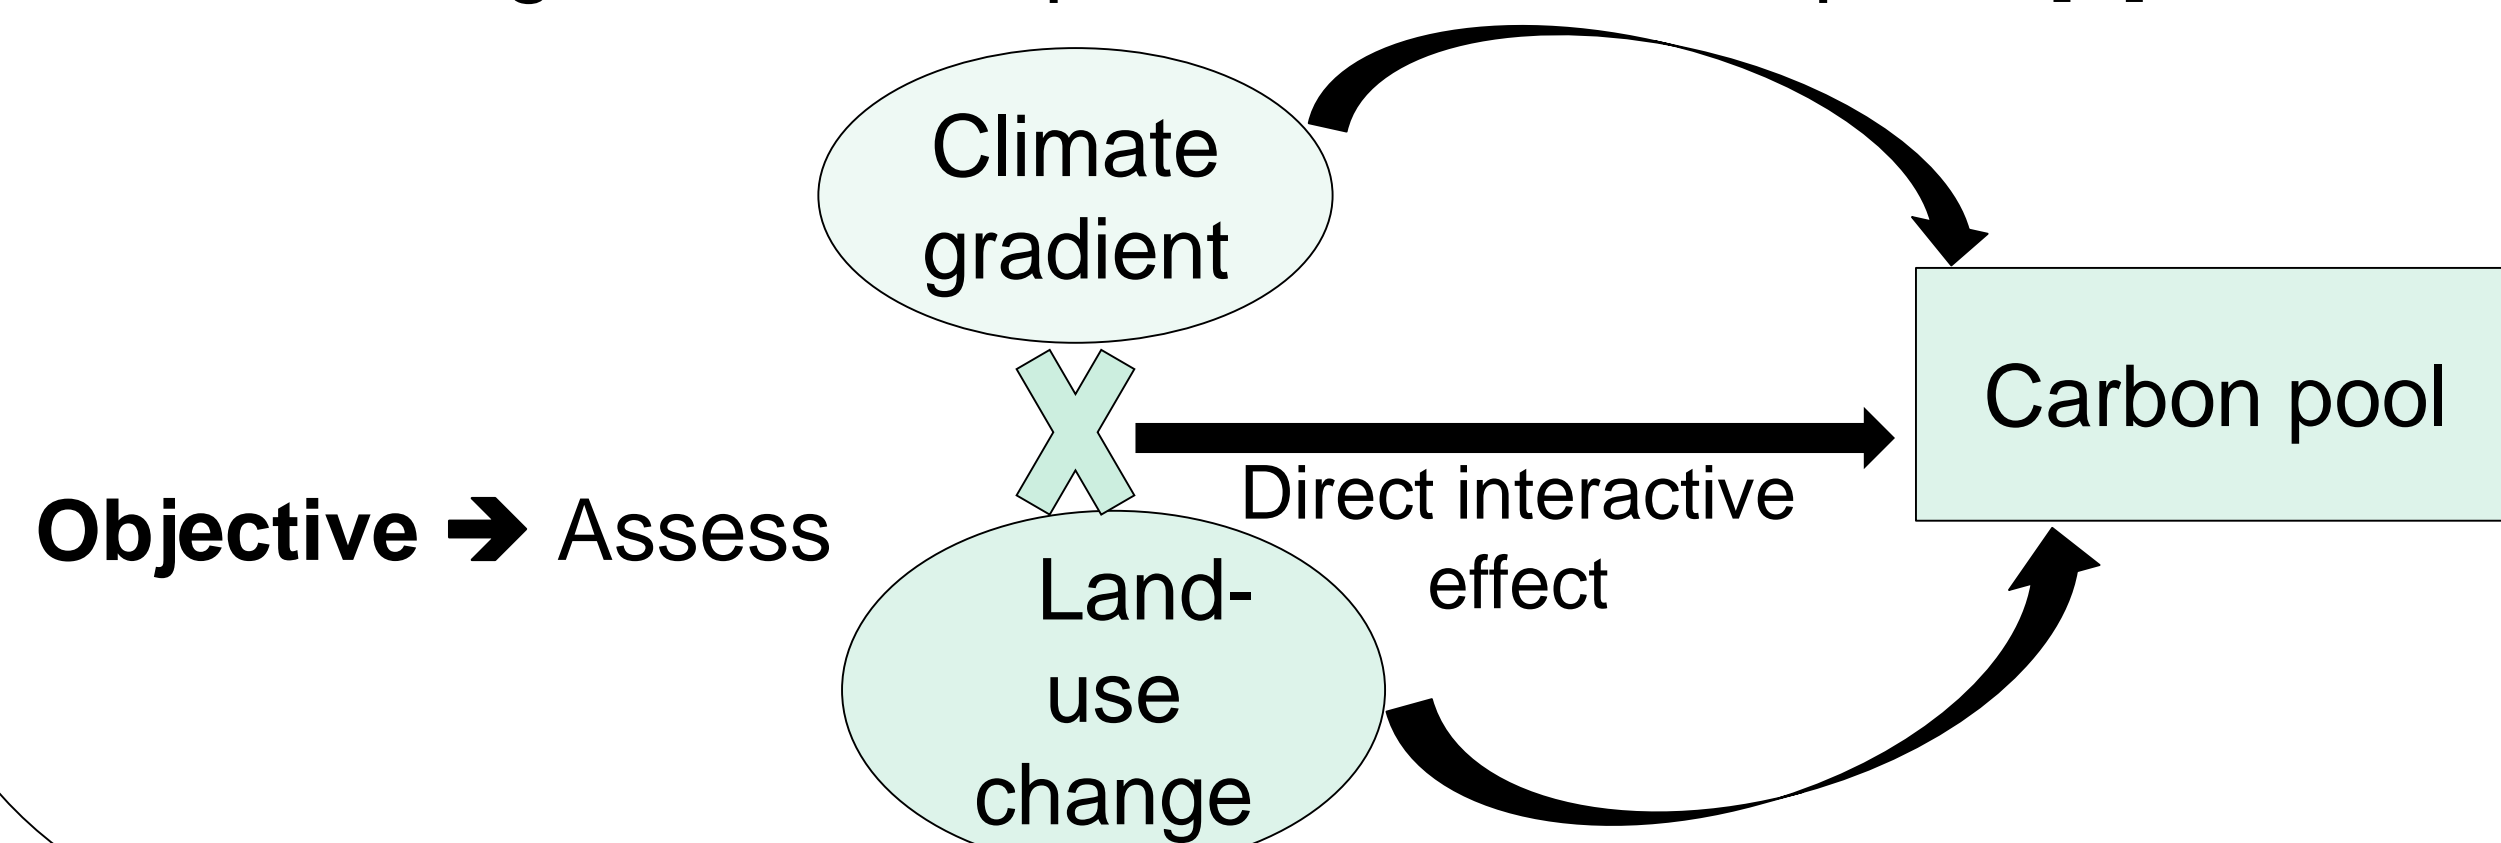 Climate
gradient
Carbon pool
Direct interactive
effect
Objective ➔ Assess
Land-
use
change